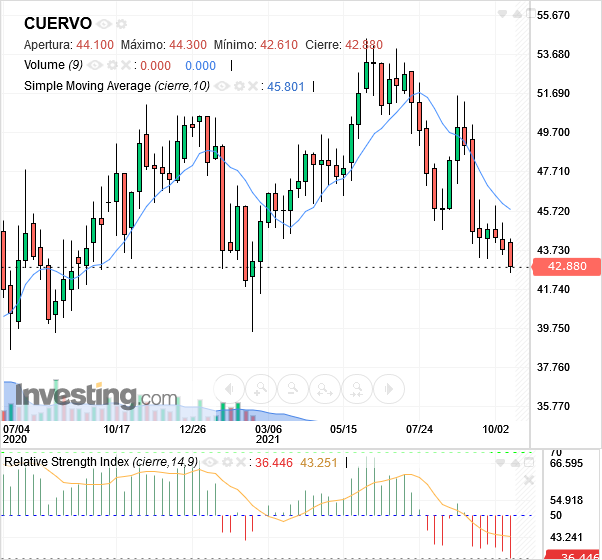 CUERVO
Apertura: 44.100 Máximo: 44.300 Mínimo: 42.610 Cierre: 42.880
Volume (9) : 0.000 0.000
Simple Moving Average (cierre,10) : 45.801
55.670
53.680
51.690
49.700
47.710
45.720
43.730
42.880
41.740
39.750
37.760
35.770
Investing.com
07/04 10/17 12/26 03/06 05/15 07/24 10/02
2020 2021
Relative Strength Index (cierre,14,9) : 36.446 43.251
70
66.595
54.918
50
43.241
36.446